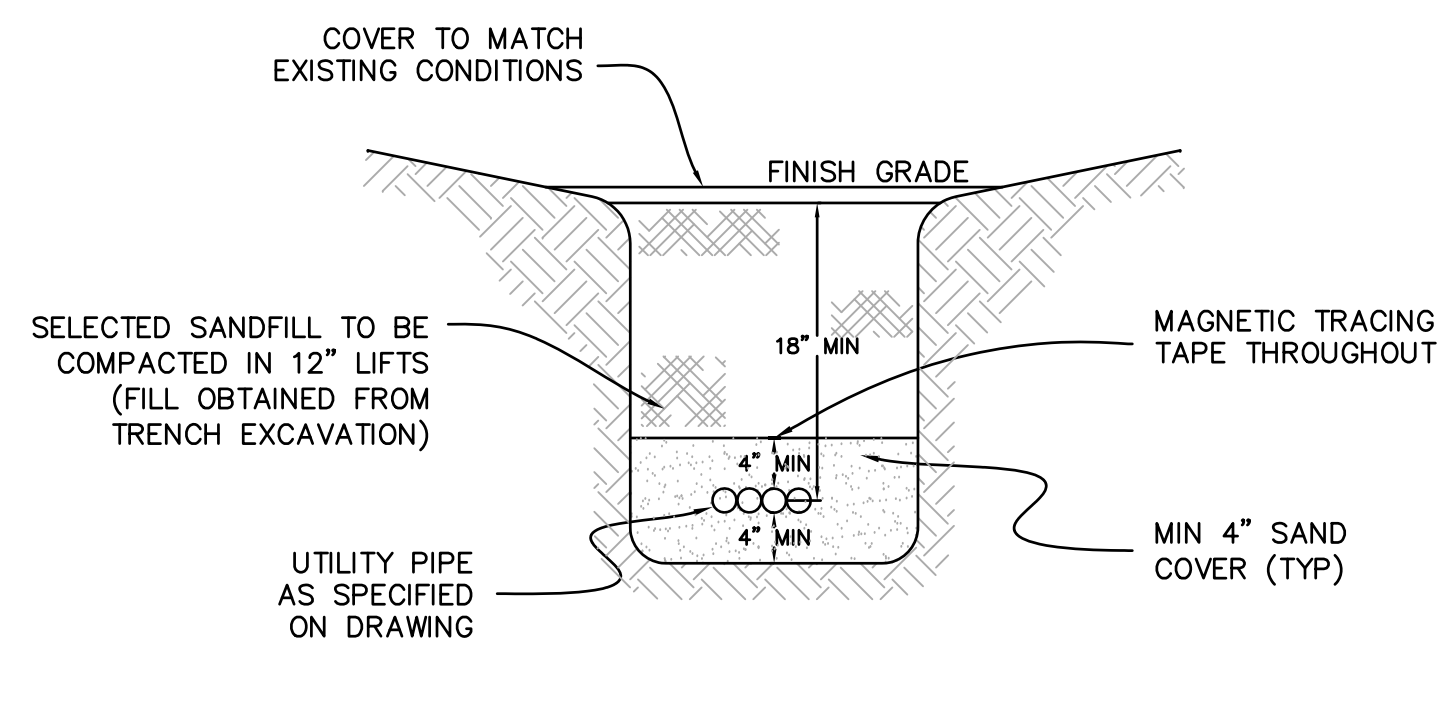 COVER TO MATCH
EXISTING CONDITIONS
FINISH GRADE
SELECTED SANDFILL TO BE
COMPACTED IN 12” LIFTS
(FILL OBTAINED FROM
TRENCH EXCAVATION)
18” MIN
MAGNETIC TRACING
TAPE THROUGHOUT
4” MIN
4” MIN
UTILITY PIPE
AS SPECIFIED
ON DRAWING
MIN 4” SAND
COVER (TYP)